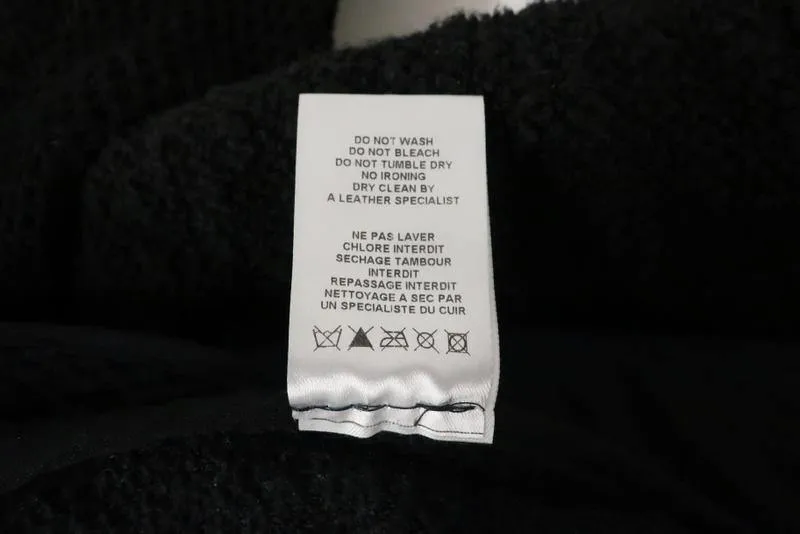 DO NOT WASH
DO NOT BLEACH
DO NOT TUMBLE DRY
NO IRONING
DRY CLEAN BY
A LEATHER SPECIALIST
NE PAS LAVER
CHLORE INTERDIT
SECHAGE TAMBOUR
INTERDIT
REPASSAGE INTERDIT
NETTOYAGE A SEC PAR
UN SPECIALISTE DU CUIR